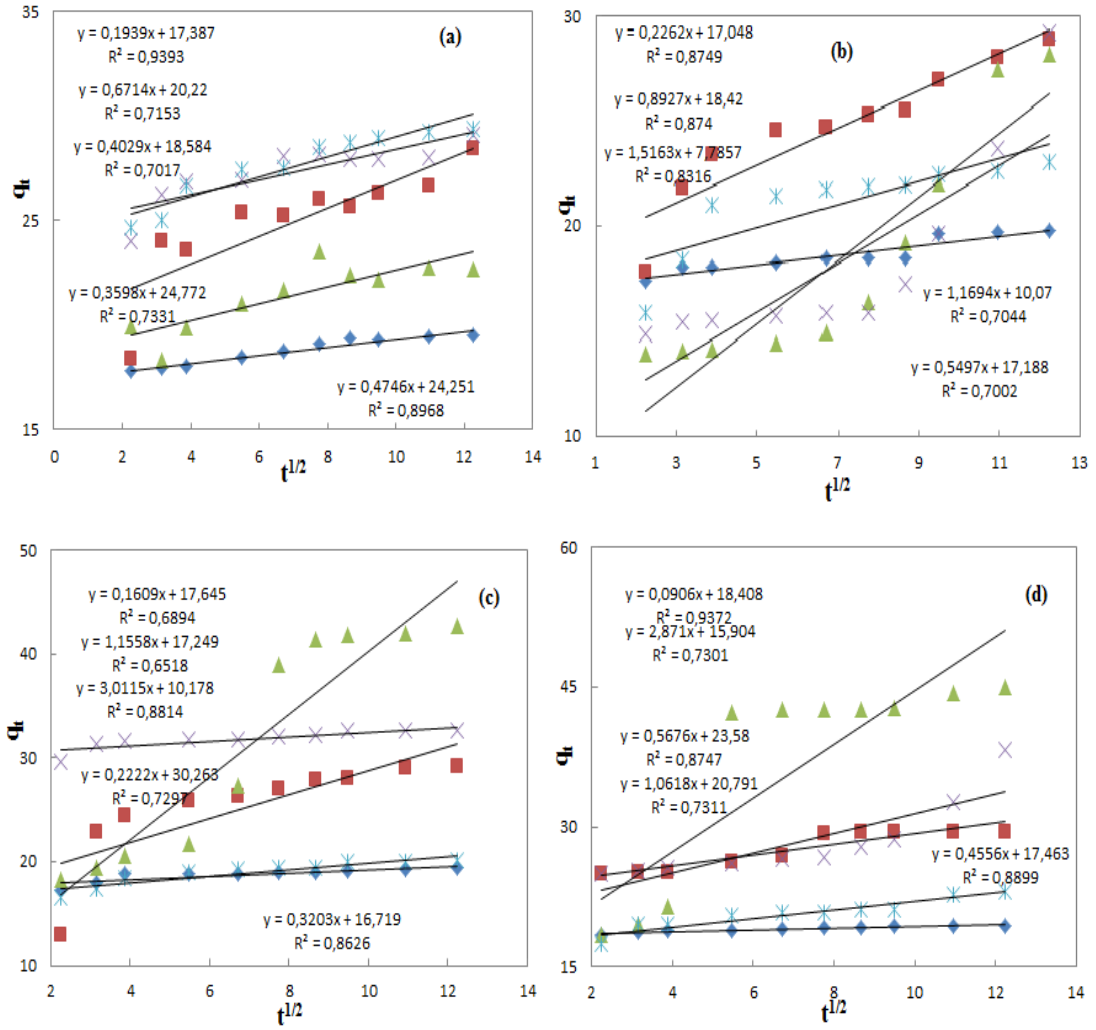 35
y = 0,1939x + 17,387
R² = 0,9393
(a)
y = 0,6714x + 20,22
R² = 0,7153
y = 0,4029x + 18,584
R² = 0,7017
25
qt
y = 0,3598x + 24,772
R² = 0,7331
y = 0,4746x + 24,251
R² = 0,8968
15
0 2 4 6 8 10 12 14
t1/2
30
y = 0,2262x + 17,048
R² = 0,8749
(b)
y = 0,8927x + 18,42
R² = 0,874
y = 1,5163x + 7,7857
R² = 0,8316
qt
20
y = 1,1694x + 10,07
R² = 0,7044
y = 0,5497x + 17,188
R² = 0,7002
10
1 3 5 7 9 11 13
t1/2
50
y = 0,1609x + 17,645
R² = 0,6894
(c)
y = 1,1558x + 17,249
R² = 0,6518
40
y = 3,0115x + 10,178
R² = 0,8814
qt
30
y = 0,2222x + 30,263
R² = 0,7297
20
y = 0,3203x + 16,719
R² = 0,8626
10
2 4 6 8 10 12 14
t1/2
60
y = 0,0906x + 18,408
R² = 0,9372
(d)
y = 2,871x + 15,904
R² = 0,7301
45
qt
y = 0,5676x + 23,58
R² = 0,8747
y = 1,0618x + 20,791
R² = 0,7311
30
y = 0,4556x + 17,463
R² = 0,8899
15
2 4 6 8 10 12 14
t1/2